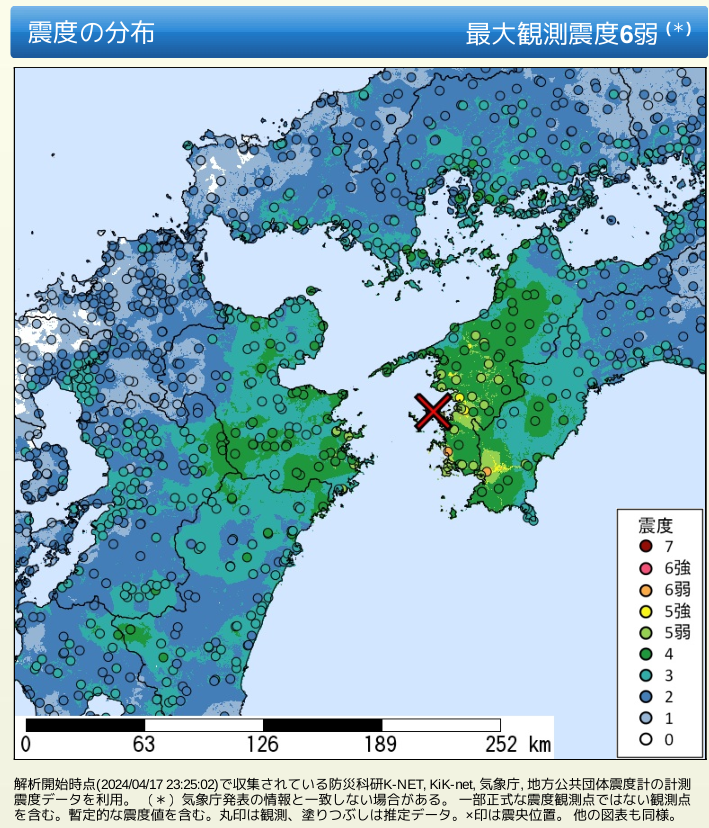 震度の分布
最大観測震度6弱 (*)
震度
7
6強
6弱
5強
5弱
4
3
2
1
0
0 63 126 189 252 km
解析開始時点(2024/04/17 23:25:02)で収集されている防災科研K-NET, KiK-net, 気象庁, 地方公共団体震度計の計測
震度データを利用。 （＊）気象庁発表の情報と一致しない場合がある。 一部正式な震度観測点ではない観測点
を含む。暫定的な震度値を含む。丸印は観測、塗りつぶしは推定データ。×印は震央位置。 他の図表も同様。